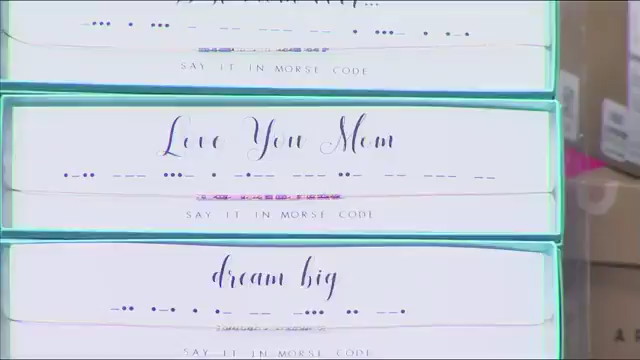 -••• • ••• - -- -- • •••- • •-•
SAY IT IN MORSE CODE
Love You Mom
•-•• --- •••- • -•-- --- ••- -- --- --
SAY IT IN MORSE CODE
dream big
-•• •-• • •- -- -••• •• --•
SAY IT IN MORSE CODE